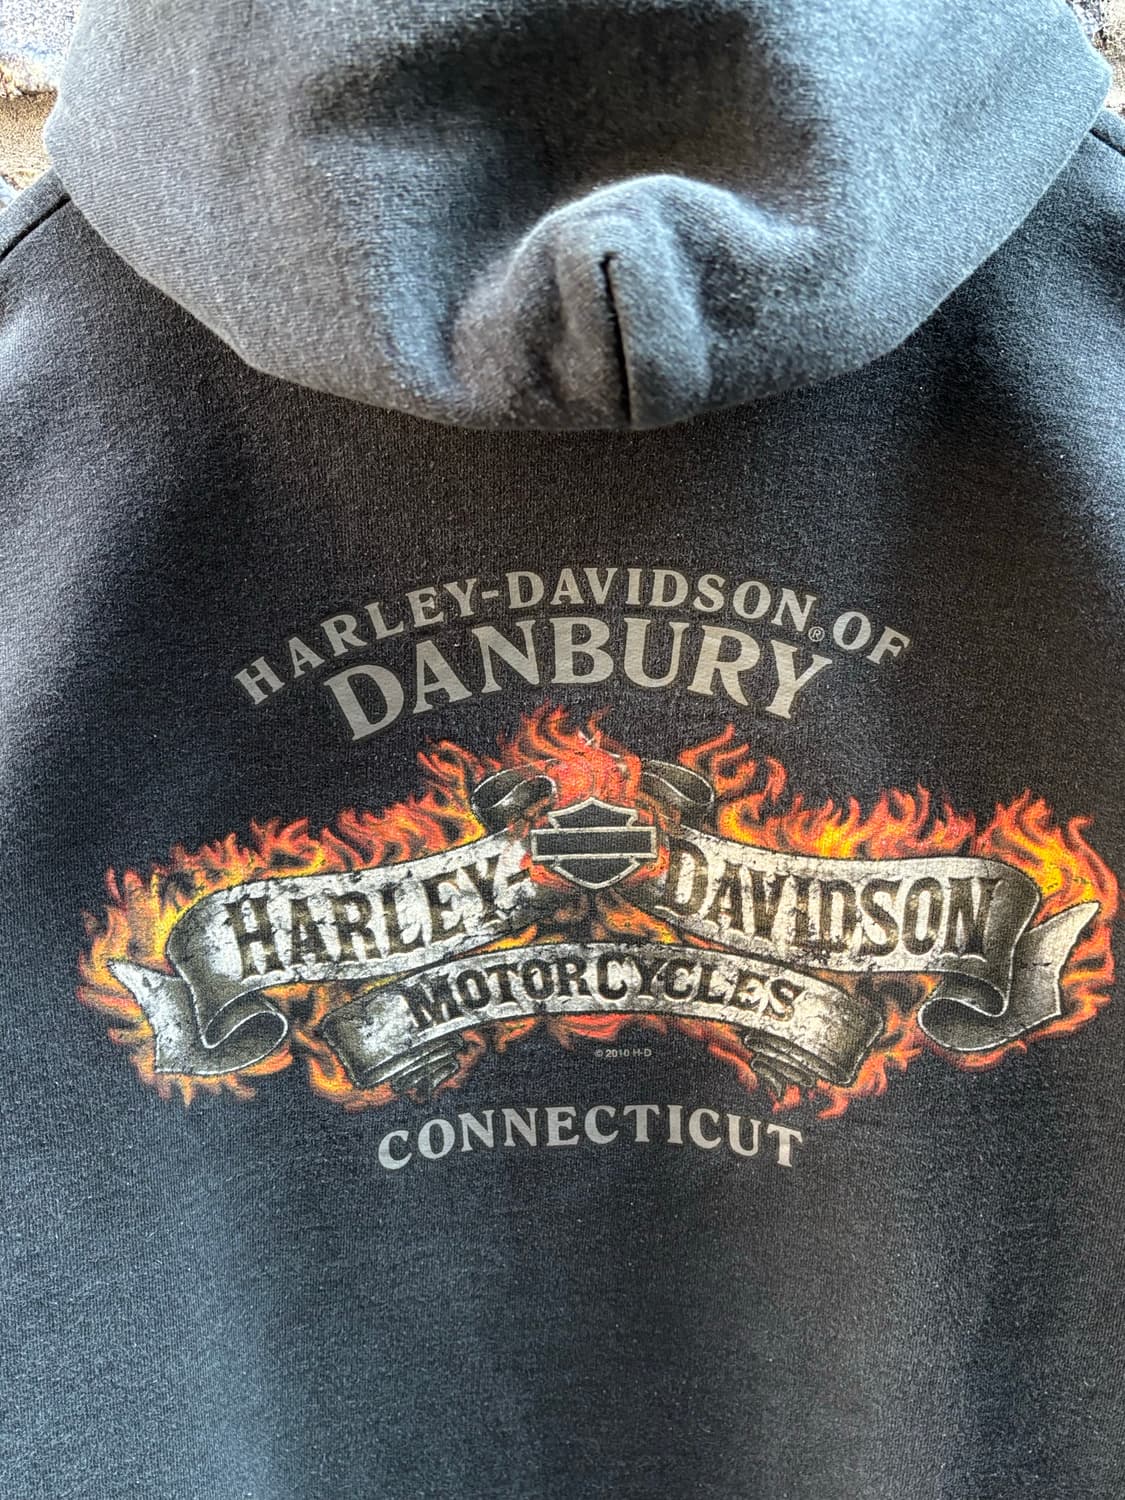 HARLEY-DAVIDSON® OF
DANBURY
HARLEY-DAVIDSON
MOTORCYCLES
© 2010 H-D
CONNECTICUT